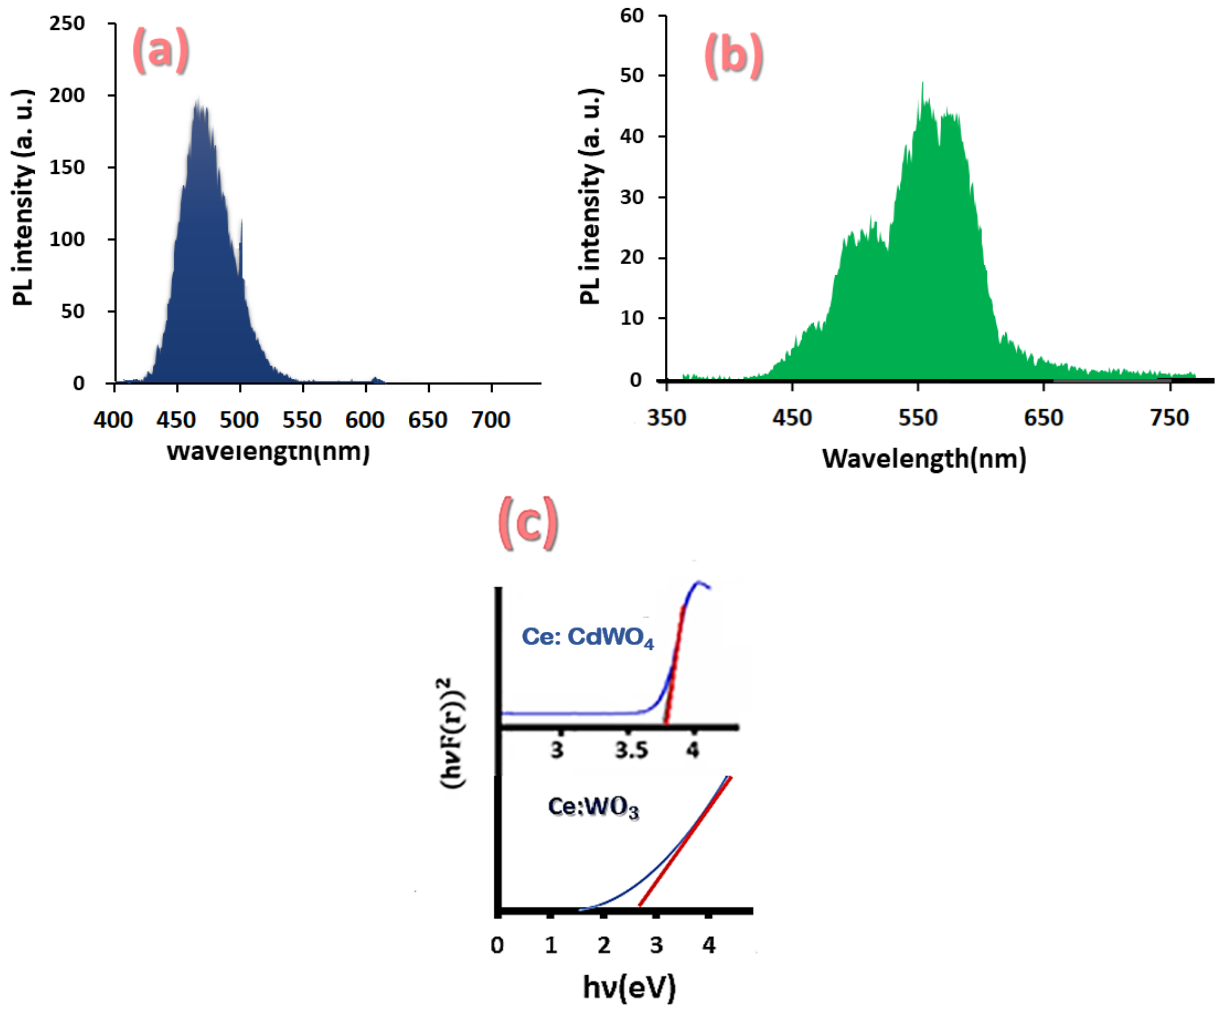 (a)
PL intensity (a. u.)
250
200
150
100
50
0
400 450 500 550 600 650 700
Wavelength(nm)
(b)
PL intensity (a. u.)
60
50
40
30
20
10
0
350 450 550 650 750
Wavelength(nm)
(c)
(hνF(r))²
Ce: CdWO₄
3 3.5 4
Ce:WO₃
0 1 2 3 4
hν(eV)